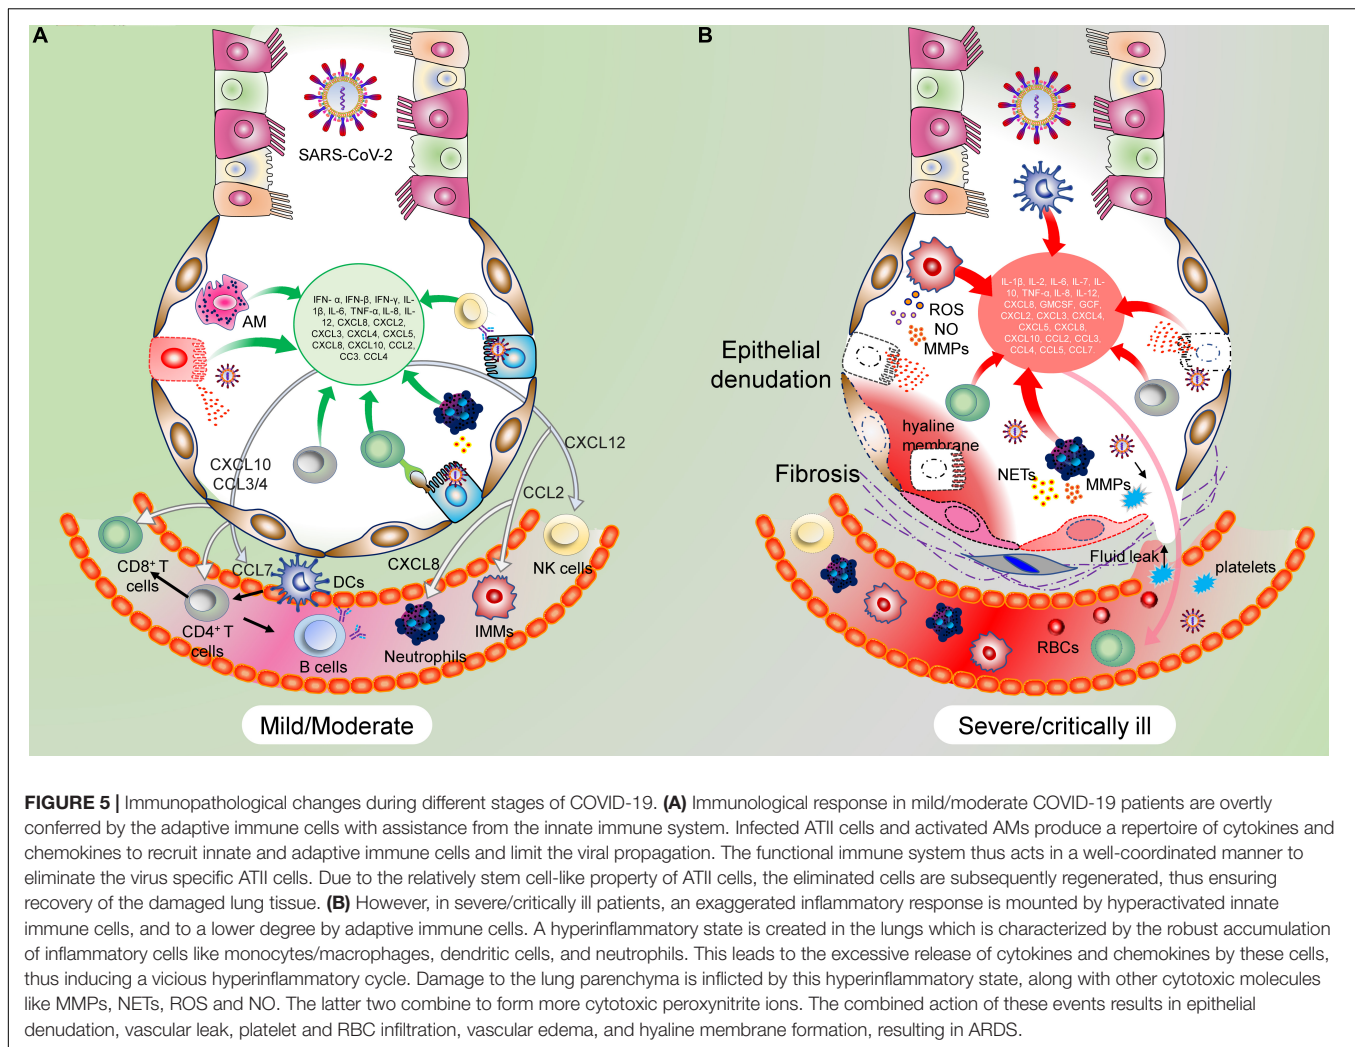 A
SARS-CoV-2
AM
IFN- α, IFN-β, IFN-γ, IL-
1β, IL-6, TNF-α, IL-8, IL-
12, CXCL8, CXCL2,
CXCL3, CXCL4, CXCL5,
CXCL8, CXCL10, CCL2,
CC3, CCL4
CXCL10
CCL3/4
CXCL12
CCL2
CXCL8
CCL7
CD8⁺ T
cells
CD4⁺ T
cells
DCs
B cells
Neutrophils
IMMs
NK cells
Mild/Moderate
B
IL-1β, IL-2, IL-6, IL-7, IL-
10, TNF-α, IL-8, IL-12,
CXCL8, GMCSF, GCF,
CXCL2, CXCL3, CXCL4,
CXCL5, CXCL8,
CXCL10, CCL2, CCL3,
CCL4, CCL5, CCL7.
ROS
NO
MMPs
Epithelial
denudation
hyaline
membrane
Fibrosis
NETs
MMPs
Fluid leak
platelets
RBCs
Severe/critically ill
FIGURE 5 | Immunopathological changes during different stages of COVID-19. (A) Immunological response in mild/moderate COVID-19 patients are overtly
conferred by the adaptive immune cells with assistance from the innate immune system. Infected ATII cells and activated AMs produce a repertoire of cytokines and
chemokines to recruit innate and adaptive immune cells and limit the viral propagation. The functional immune system thus acts in a well-coordinated manner to
eliminate the virus specific ATII cells. Due to the relatively stem cell-like property of ATII cells, the eliminated cells are subsequently regenerated, thus ensuring
recovery of the damaged lung tissue. (B) However, in severe/critically ill patients, an exaggerated inflammatory response is mounted by hyperactivated innate
immune cells, and to a lower degree by adaptive immune cells. A hyperinflammatory state is created in the lungs which is characterized by the robust accumulation
of inflammatory cells like monocytes/macrophages, dendritic cells, and neutrophils. This leads to the excessive release of cytokines and chemokines by these cells,
thus inducing a vicious hyperinflammatory cycle. Damage to the lung parenchyma is inflicted by this hyperinflammatory state, along with other cytotoxic molecules
like MMPs, NETs, ROS and NO. The latter two combine to form more cytotoxic peroxynitrite ions. The combined action of these events results in epithelial
denudation, vascular leak, platelet and RBC infiltration, vascular edema, and hyaline membrane formation, resulting in ARDS.